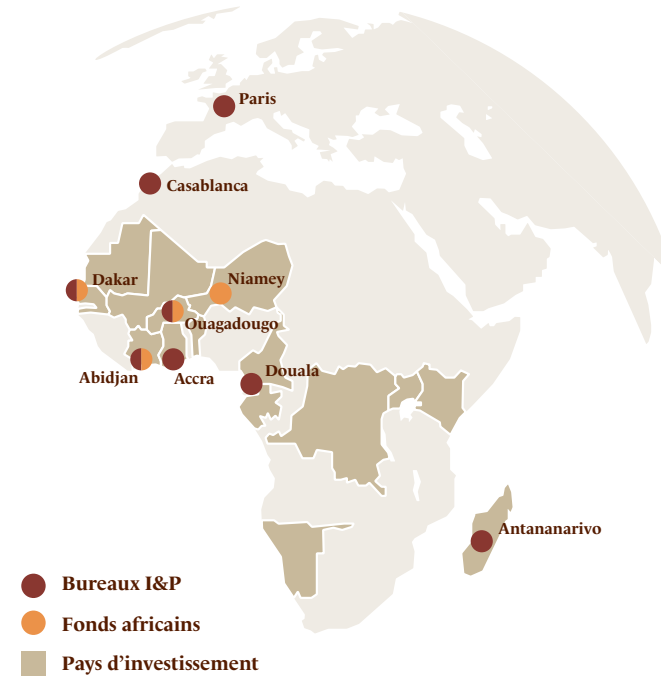 Paris
Casablanca
Dakar
Niamey
Ouagadougo
Abidjan
Accra
Douala
Antananarivo
Bureaux I&P
Fonds africains
Pays d'investissement